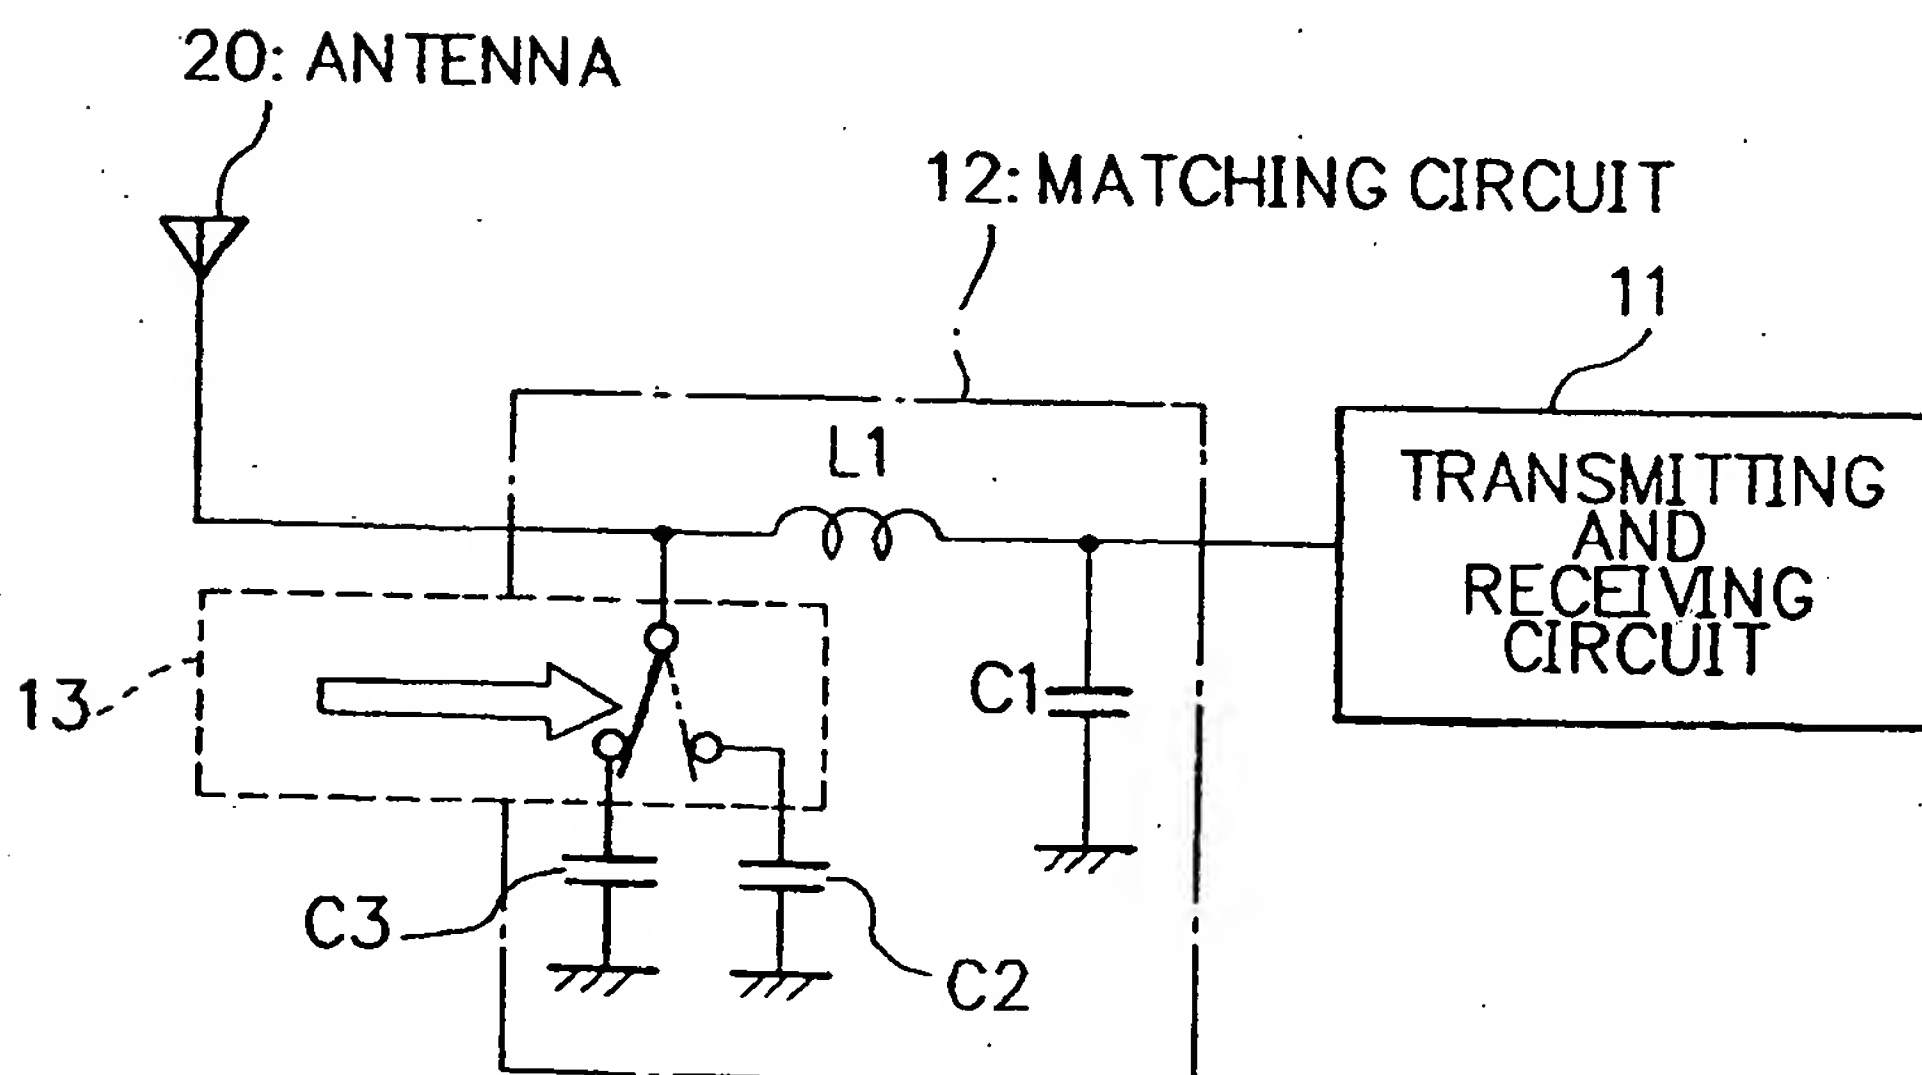 20: ANTENNA
12: MATCHING CIRCUIT
11
L1
TRANSMITTING
AND
RECEIVING
CIRCUIT
13
C1
C3
C2